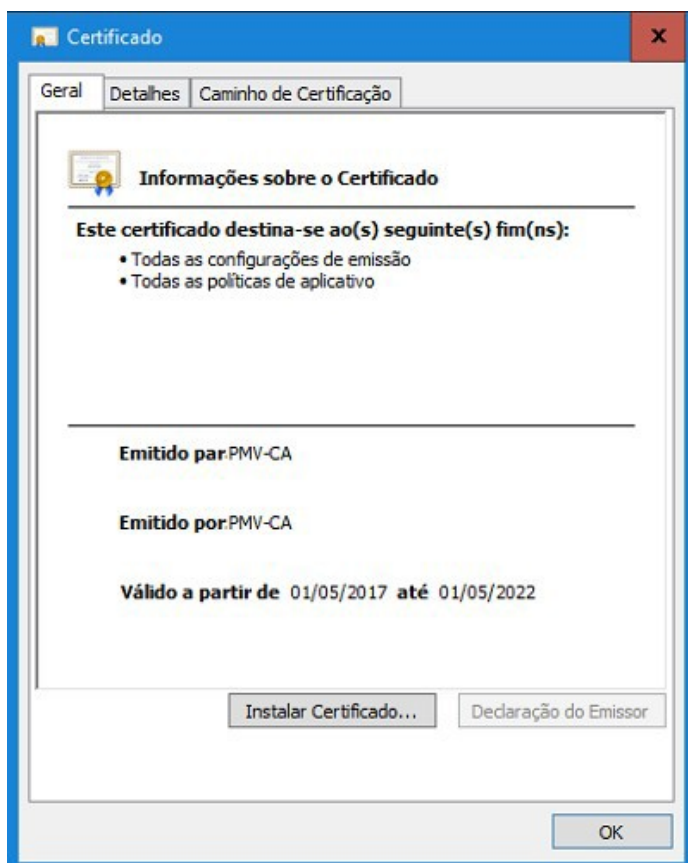 Certificado
Geral
Detalhes
Caminho de Certificação
Informações sobre o Certificado
Este certificado destina-se ao(s) seguinte(s) fim(ns):
• Todas as configurações de emissão
• Todas as políticas de aplicativo
Emitido par PMV-CA
Emitido por PMV-CA
Válido a partir de 01/05/2017 até 01/05/2022
Instalar Certificado...
Declaração do Emissor
OK